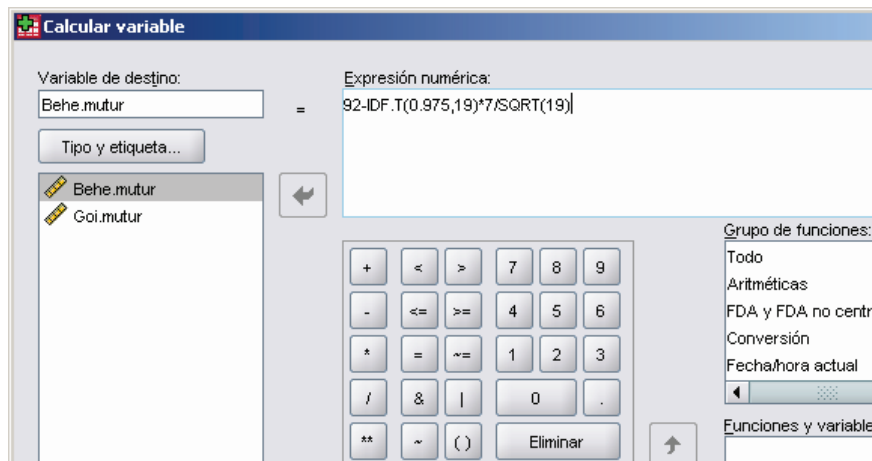 Calcular variable
Variable de destino:
Behe.mutur
=
Expresión numérica:
92-IDF.T(0.975,19)*7/SQRT(19)
Tipo y etiqueta...
Behe.mutur
Goi.mutur
Grupo de funciones:
Todo
Aritméticas
FDA y FDA no centr
Conversión
Fecha/hora actual
+ < > 7 8 9
- <= >= 4 5 6
* = ~= 1 2 3
/ & | 0 .
** ~ ( ) Eliminar
Funciones y variable